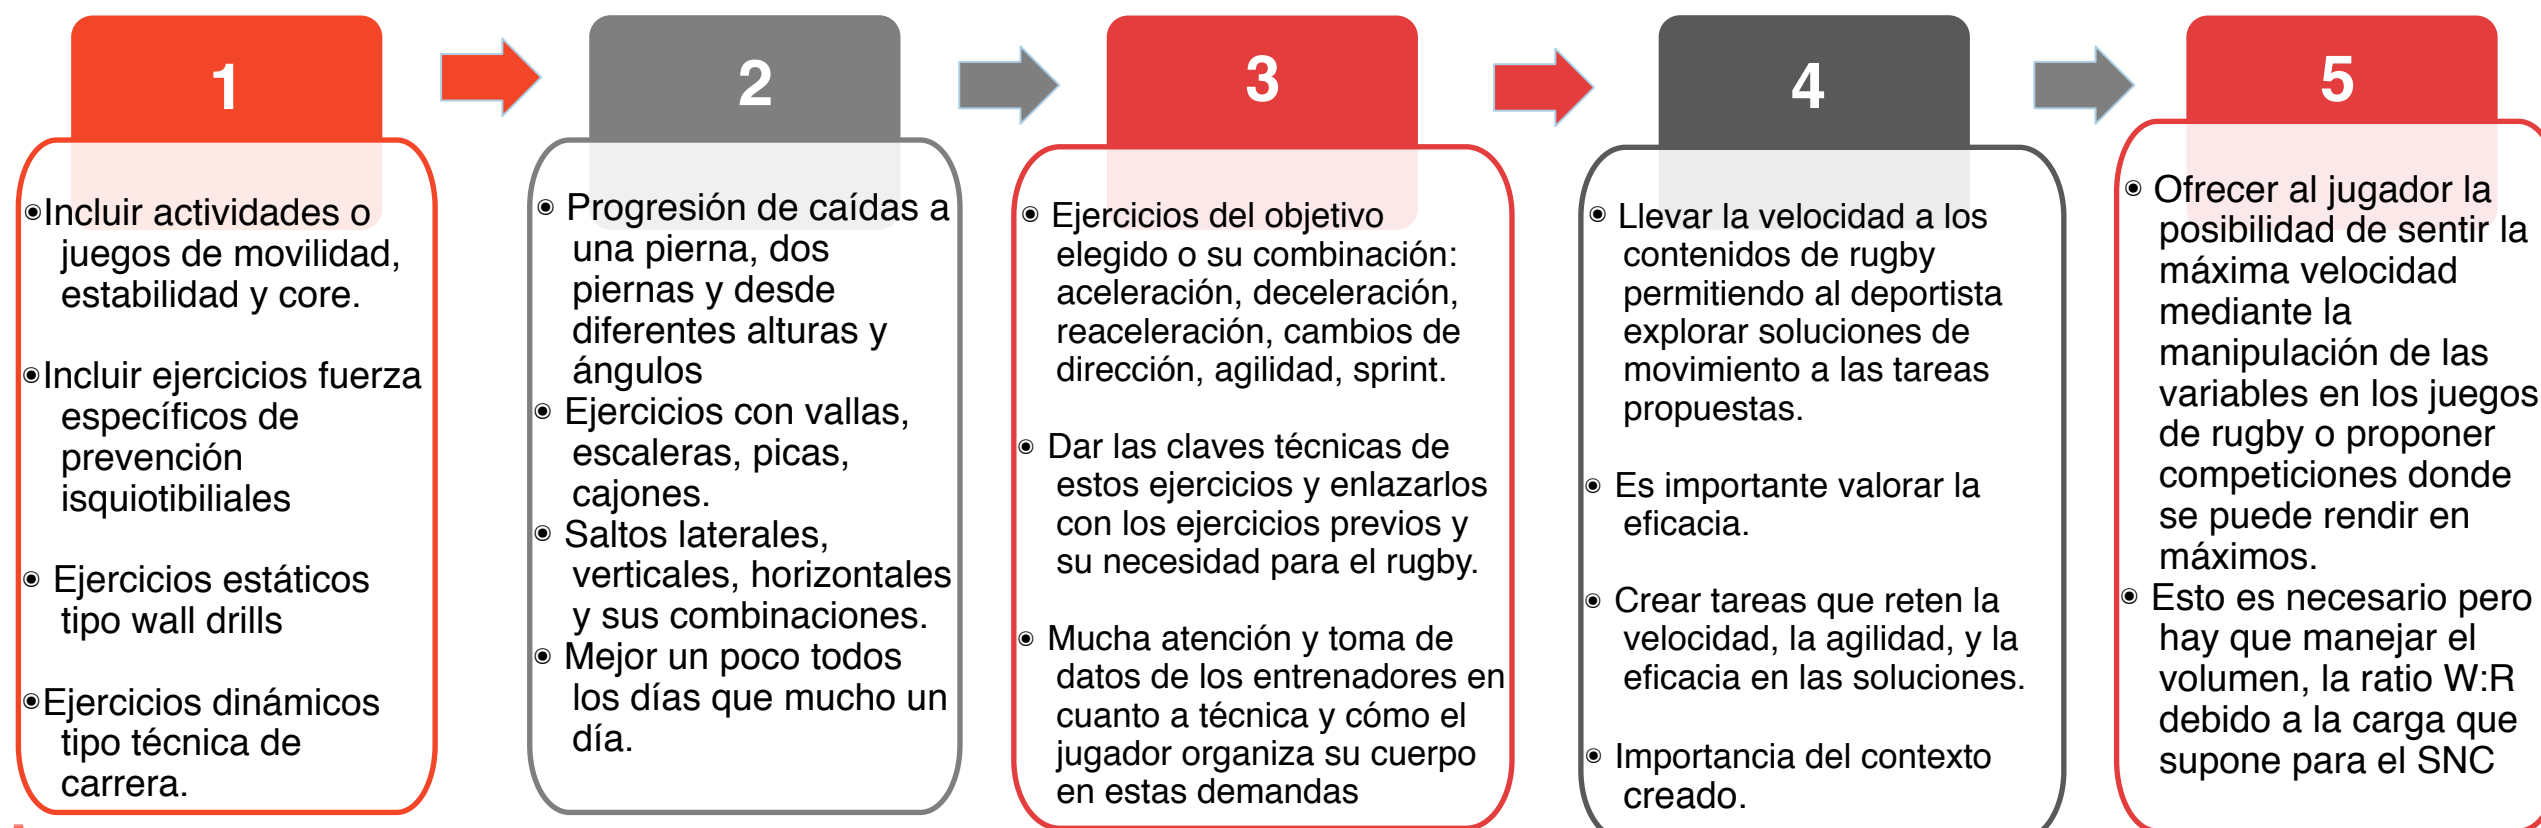 1
⦿Incluir actividades o
juegos de movilidad,
estabilidad y core.
⦿Incluir ejercicios fuerza
específicos de
prevención
isquiotibiliales
⦿ Ejercicios estáticos
tipo wall drills
⦿Ejercicios dinámicos
tipo técnica de
carrera.
2
⦿ Progresión de caídas a
una pierna, dos
piernas y desde
diferentes alturas y
ángulos
⦿ Ejercicios con vallas,
escaleras, picas,
cajones.
⦿ Saltos laterales,
verticales, horizontales
y sus combinaciones.
⦿ Mejor un poco todos
los días que mucho un
día.
3
⦿ Ejercicios del objetivo
elegido o su combinación:
aceleración, deceleración,
reaceleración, cambios de
dirección, agilidad, sprint.
⦿ Dar las claves técnicas de
estos ejercicios y enlazarlos
con los ejercicios previos y
su necesidad para el rugby.
⦿ Mucha atención y toma de
datos de los entrenadores en
cuanto a técnica y cómo el
jugador organiza su cuerpo
en estas demandas
4
⦿ Llevar la velocidad a los
contenidos de rugby
permitiendo al deportista
explorar soluciones de
movimiento a las tareas
propuestas.
⦿ Es importante valorar la
eficacia.
⦿ Crear tareas que reten la
velocidad, la agilidad, y la
eficacia en las soluciones.
⦿ Importancia del contexto
creado.
5
⦿ Ofrecer al jugador la
posibilidad de sentir la
máxima velocidad
mediante la
manipulación de las
variables en los juegos
de rugby o proponer
competiciones donde
se puede rendir en
máximos.
⦿ Esto es necesario pero
hay que manejar el
volumen, la ratio W:R
debido a la carga que
supone para el SNC